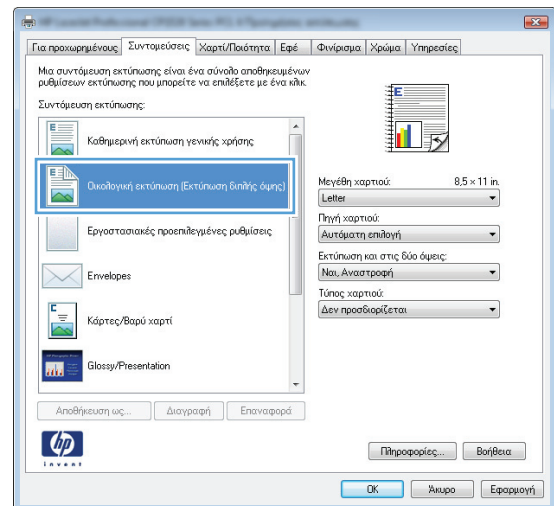 Για προχωρημένους Συντομεύσεις Χαρτί/Ποιότητα Εφέ Φινίρισμα Χρώμα Υπηρεσίες
Μια συντόμευση εκτύπωσης είναι ένα σύνολο αποθηκευμένων
ρυθμίσεων εκτύπωσης που μπορείτε να επιλέξετε με ένα κλικ.
Συντόμευση εκτύπωσης:
Καθημερινή εκτύπωση γενικής χρήσης
Οικολογική εκτύπωση (Εκτύπωση διπλής όψης)
Εργοστασιακές προεπιλεγμένες ρυθμίσεις
Envelopes
Κάρτες/Βαρύ χαρτί
Glossy/Presentation
Αποθήκευση ως... Διαγραφή Επαναφορά
E
Μεγέθη χαρτιού: 8,5 × 11 in.
Letter
Πηγή χαρτιού:
Αυτόματη επιλογή
Εκτύπωση και στις δύο όψεις:
Ναι, Αναστροφή
Τύπος χαρτιού:
Δεν προσδιορίζεται
hp
invent
Πληροφορίες... Βοήθεια
OK Άκυρο Εφαρμογή